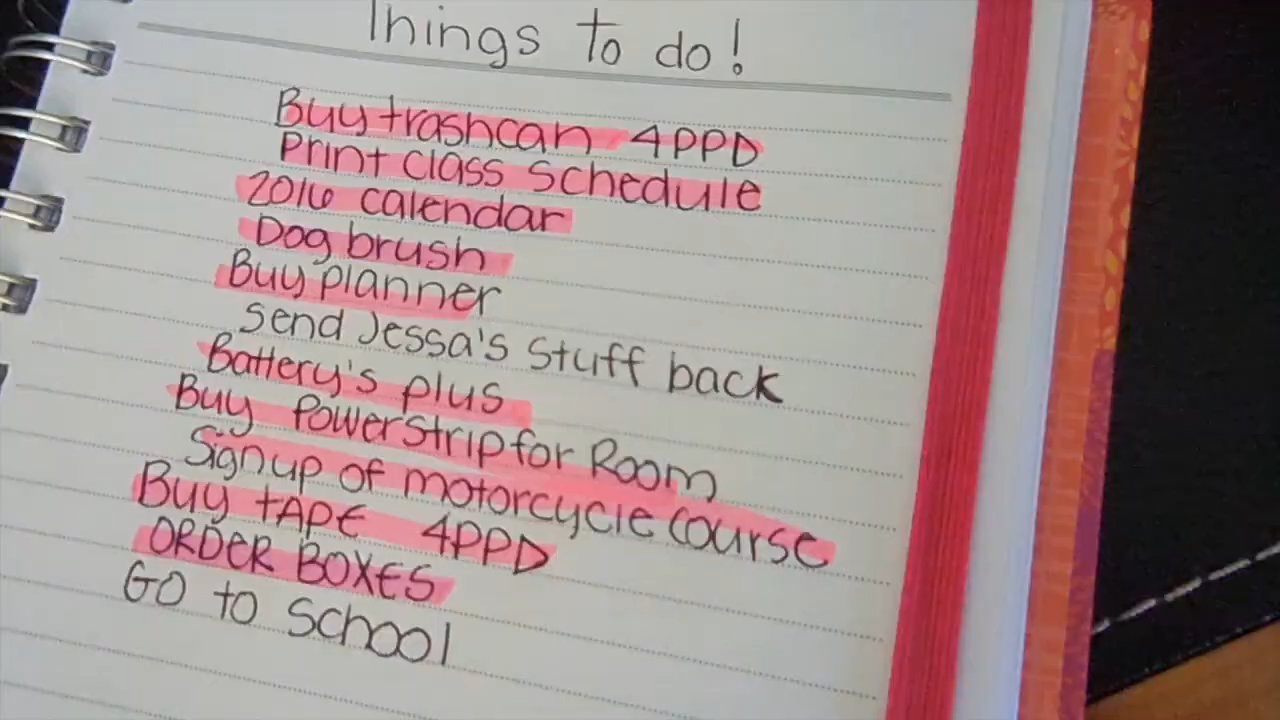 Things to do!
Buy trashcan 4PPD
Print class schedule
2016 calendar
Dog brush
Buy planner
Send Jessa's stuff back
Battery's plus
Buy Powerstrip for Room
Signup of motorcycle course
Buy TAPE 4PPD
ORDER BOXES
GO to school